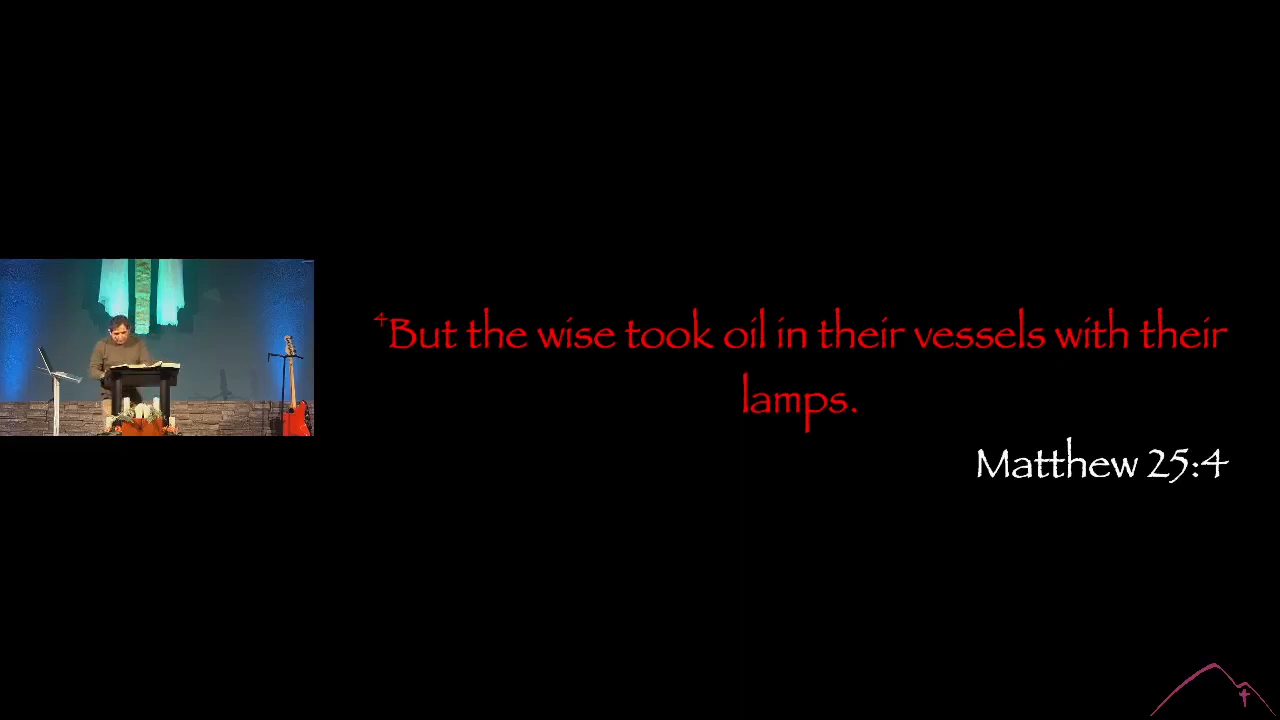 ⁴But the wise took oil in their vessels with their
lamps.
Matthew 25:4